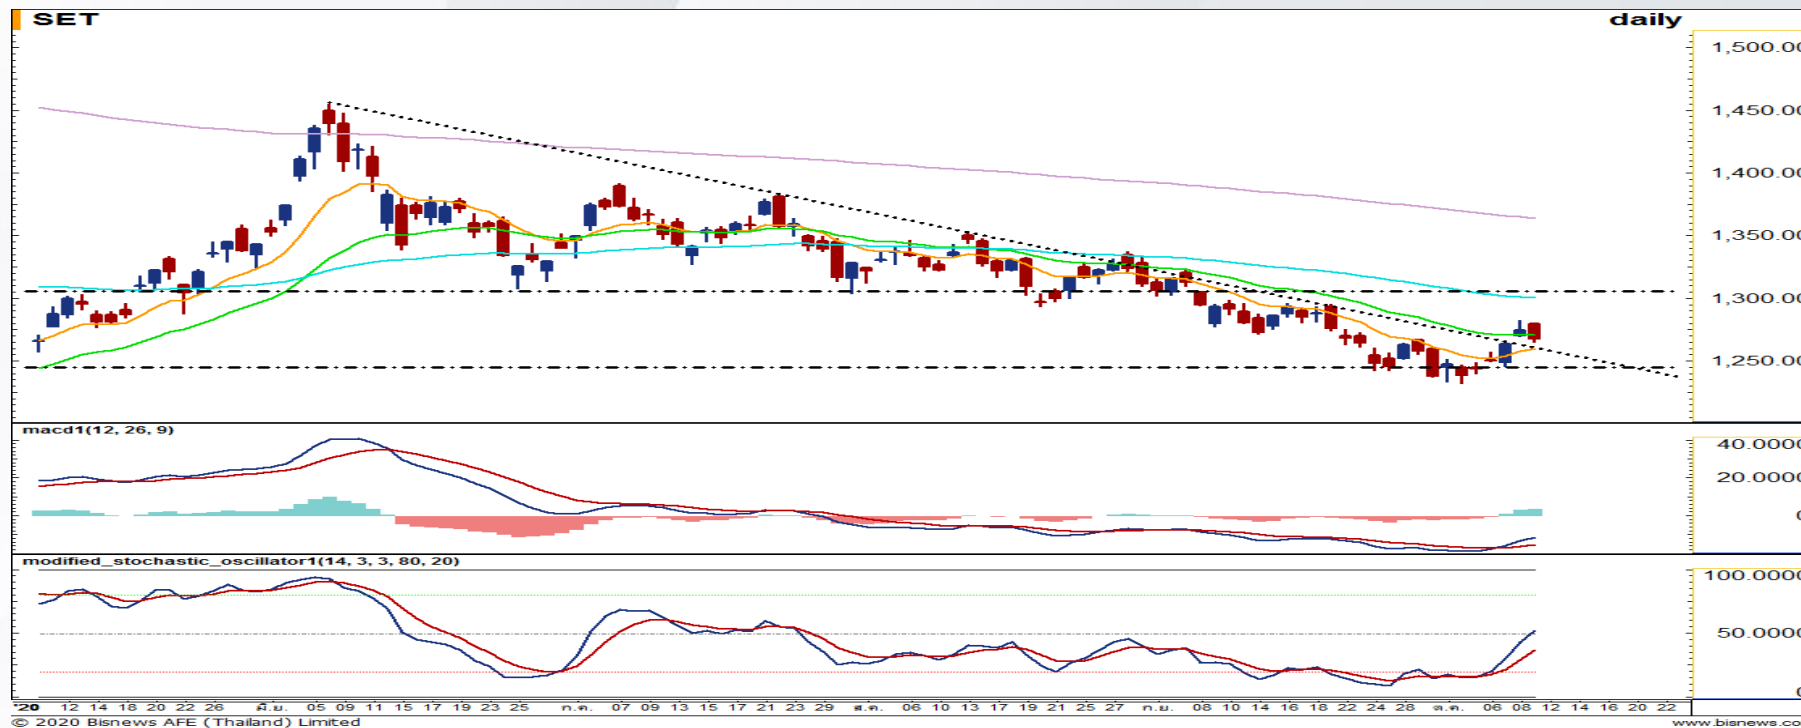 SET daily
1,500.00
1,450.00
1,400.00
1,350.00
1,300.00
1,250.00
macd1(12, 26, 9)
40.0000
20.0000
0
modified_stochastic_oscillator1(14, 3, 3, 80, 20)
100.0000
50.0000
0
'20 12 14 18 20 22 26 มิ.ย. 05 09 11 15 17 19 23 25 ก.ค. 07 09 13 15 17 21 23 29 ส.ค. 06 10 13 17 19 21 25 27 ก.ย. 08 10 14 16 18 22 24 28 ต.ค. 06 08 12 14 16 20 22
© 2020 Bisnews AFE (Thailand) Limited www.bisnews.co